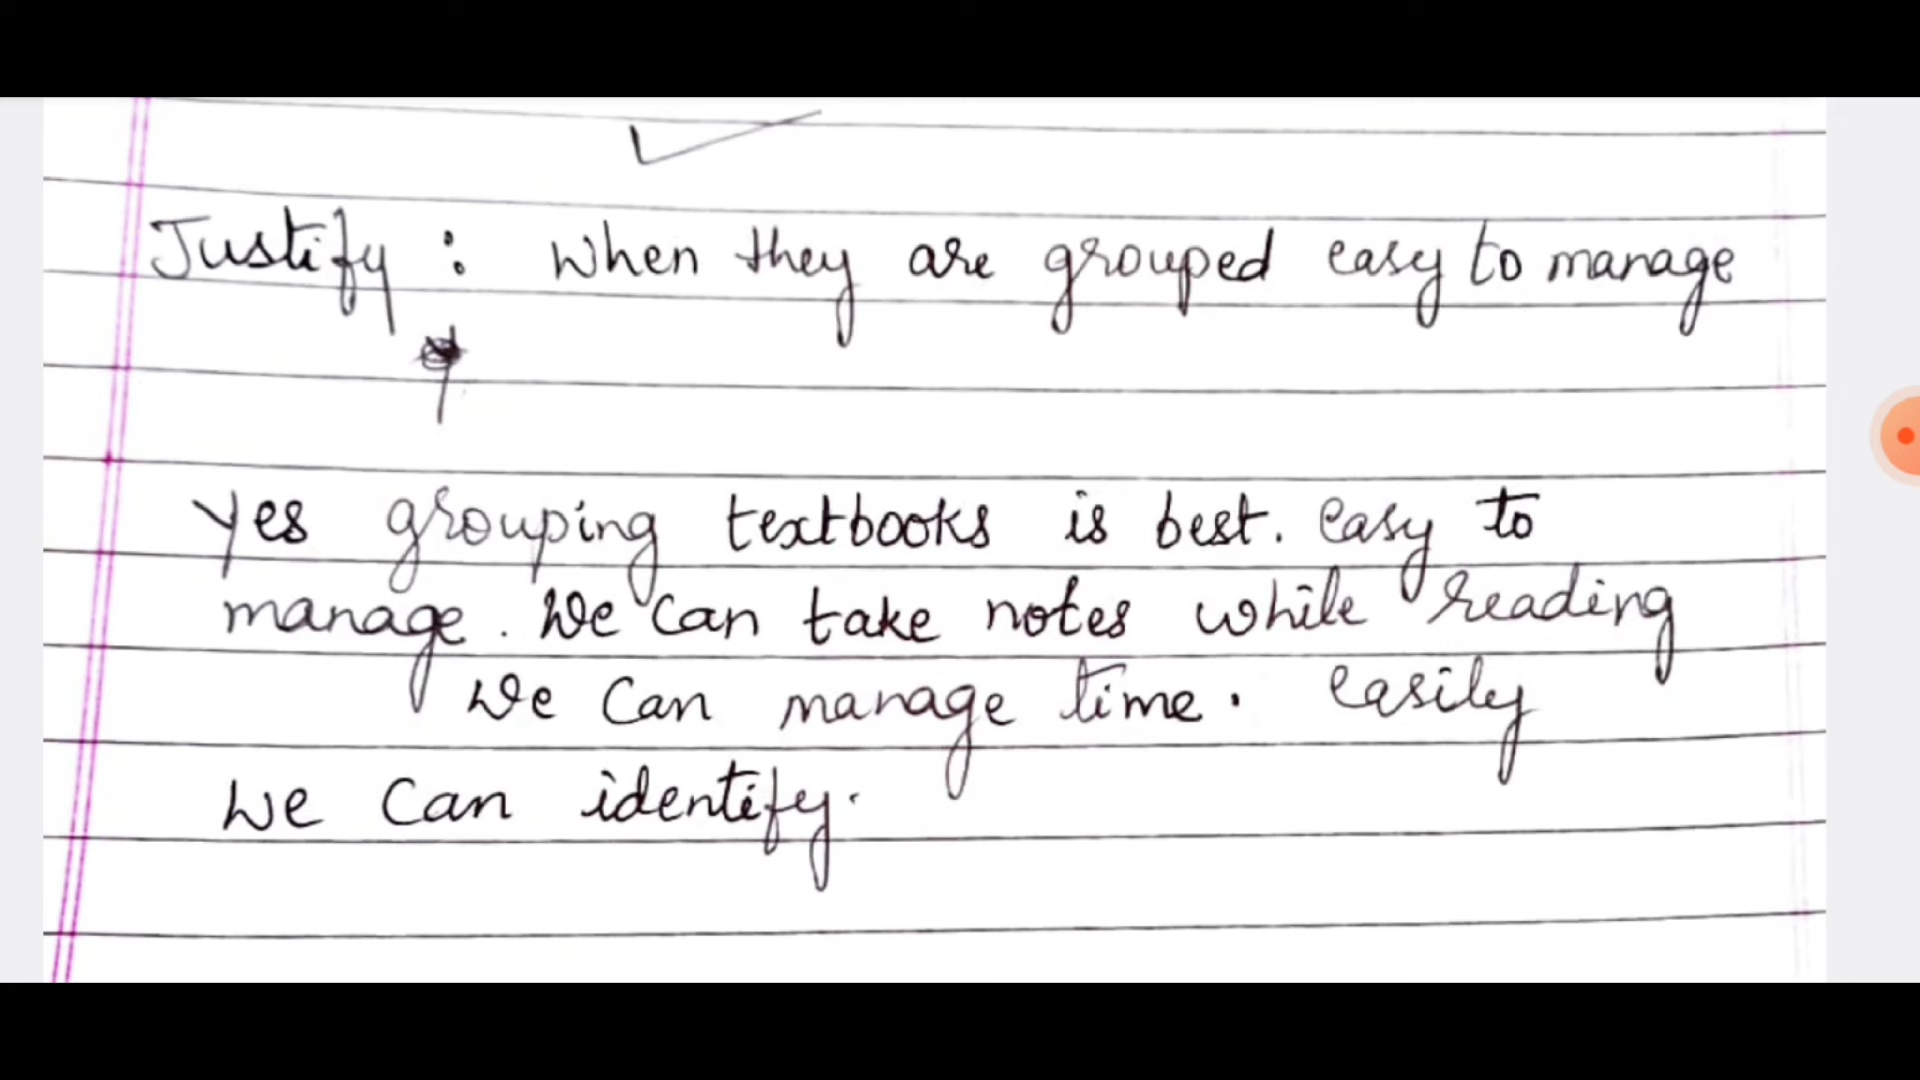 Justify : When they are grouped easy to manage
Yes grouping textbooks is best. easy to
manage. We can take notes while reading
We can manage time. easily
we can identify.